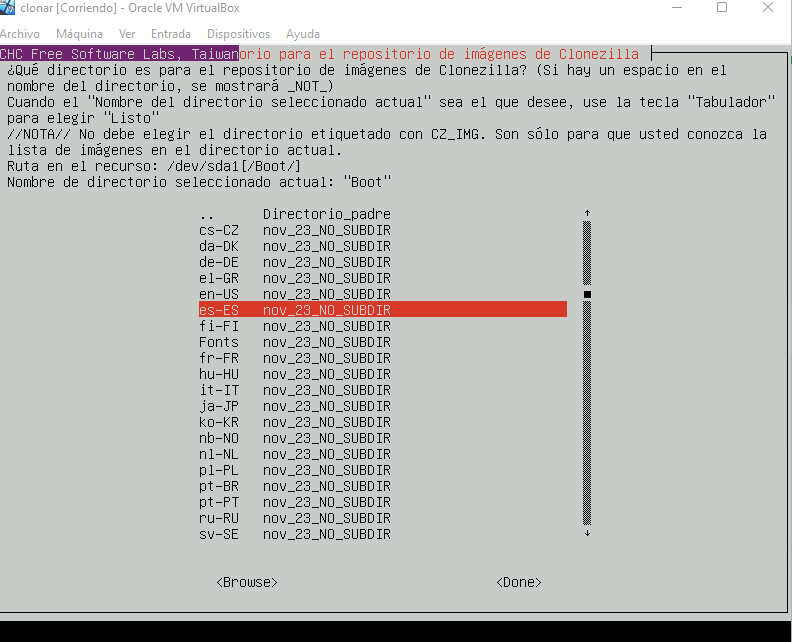 clonar [Corriendo] - Oracle VM VirtualBox
Archivo Máquina Ver Entrada Dispositivos Ayuda
CHC Free Software Labs, Taiwanorio para el repositorio de imágenes de Clonezilla
¿Qué directorio es para el repositorio de imágenes de Clonezilla? (Si hay un espacio en el
nombre del directorio, se mostrará _NOT_)
Cuando el "Nombre del directorio seleccionado actual" sea el que desee, use la tecla "Tabulador"
para elegir "Listo"
//NOTA// No debe elegir el directorio etiquetado con CZ_IMG. Son sólo para que usted conozca la
lista de imágenes en el directorio actual.
Ruta en el recurso: /dev/sda1[/Boot/]
Nombre de directorio seleccionado actual: "Boot"
.. Directorio_padre
cs-CZ nov_23_NO_SUBDIR
da-DK nov_23_NO_SUBDIR
de-DE nov_23_NO_SUBDIR
el-GR nov_23_NO_SUBDIR
en-US nov_23_NO_SUBDIR
es-ES nov_23_NO_SUBDIR
fi-FI nov_23_NO_SUBDIR
Fonts nov_23_NO_SUBDIR
fr-FR nov_23_NO_SUBDIR
hu-HU nov_23_NO_SUBDIR
it-IT nov_23_NO_SUBDIR
ja-JP nov_23_NO_SUBDIR
ko-KR nov_23_NO_SUBDIR
nb-NO nov_23_NO_SUBDIR
nl-NL nov_23_NO_SUBDIR
pl-PL nov_23_NO_SUBDIR
pt-BR nov_23_NO_SUBDIR
pt-PT nov_23_NO_SUBDIR
ru-RU nov_23_NO_SUBDIR
sv-SE nov_23_NO_SUBDIR
<Browse> <Done>